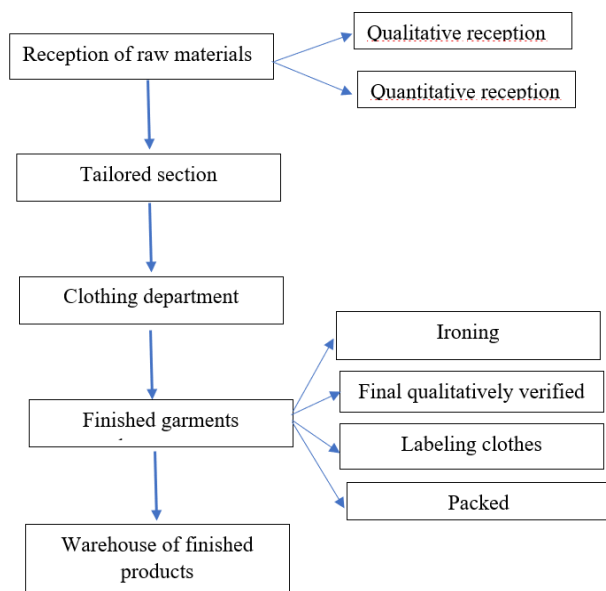 Reception of raw materials
Qualitative reception
Quantitative reception
Tailored section
Clothing department
Finished garments
Ironing
Final qualitatively verified
Labeling clothes
Packed
Warehouse of finished
products